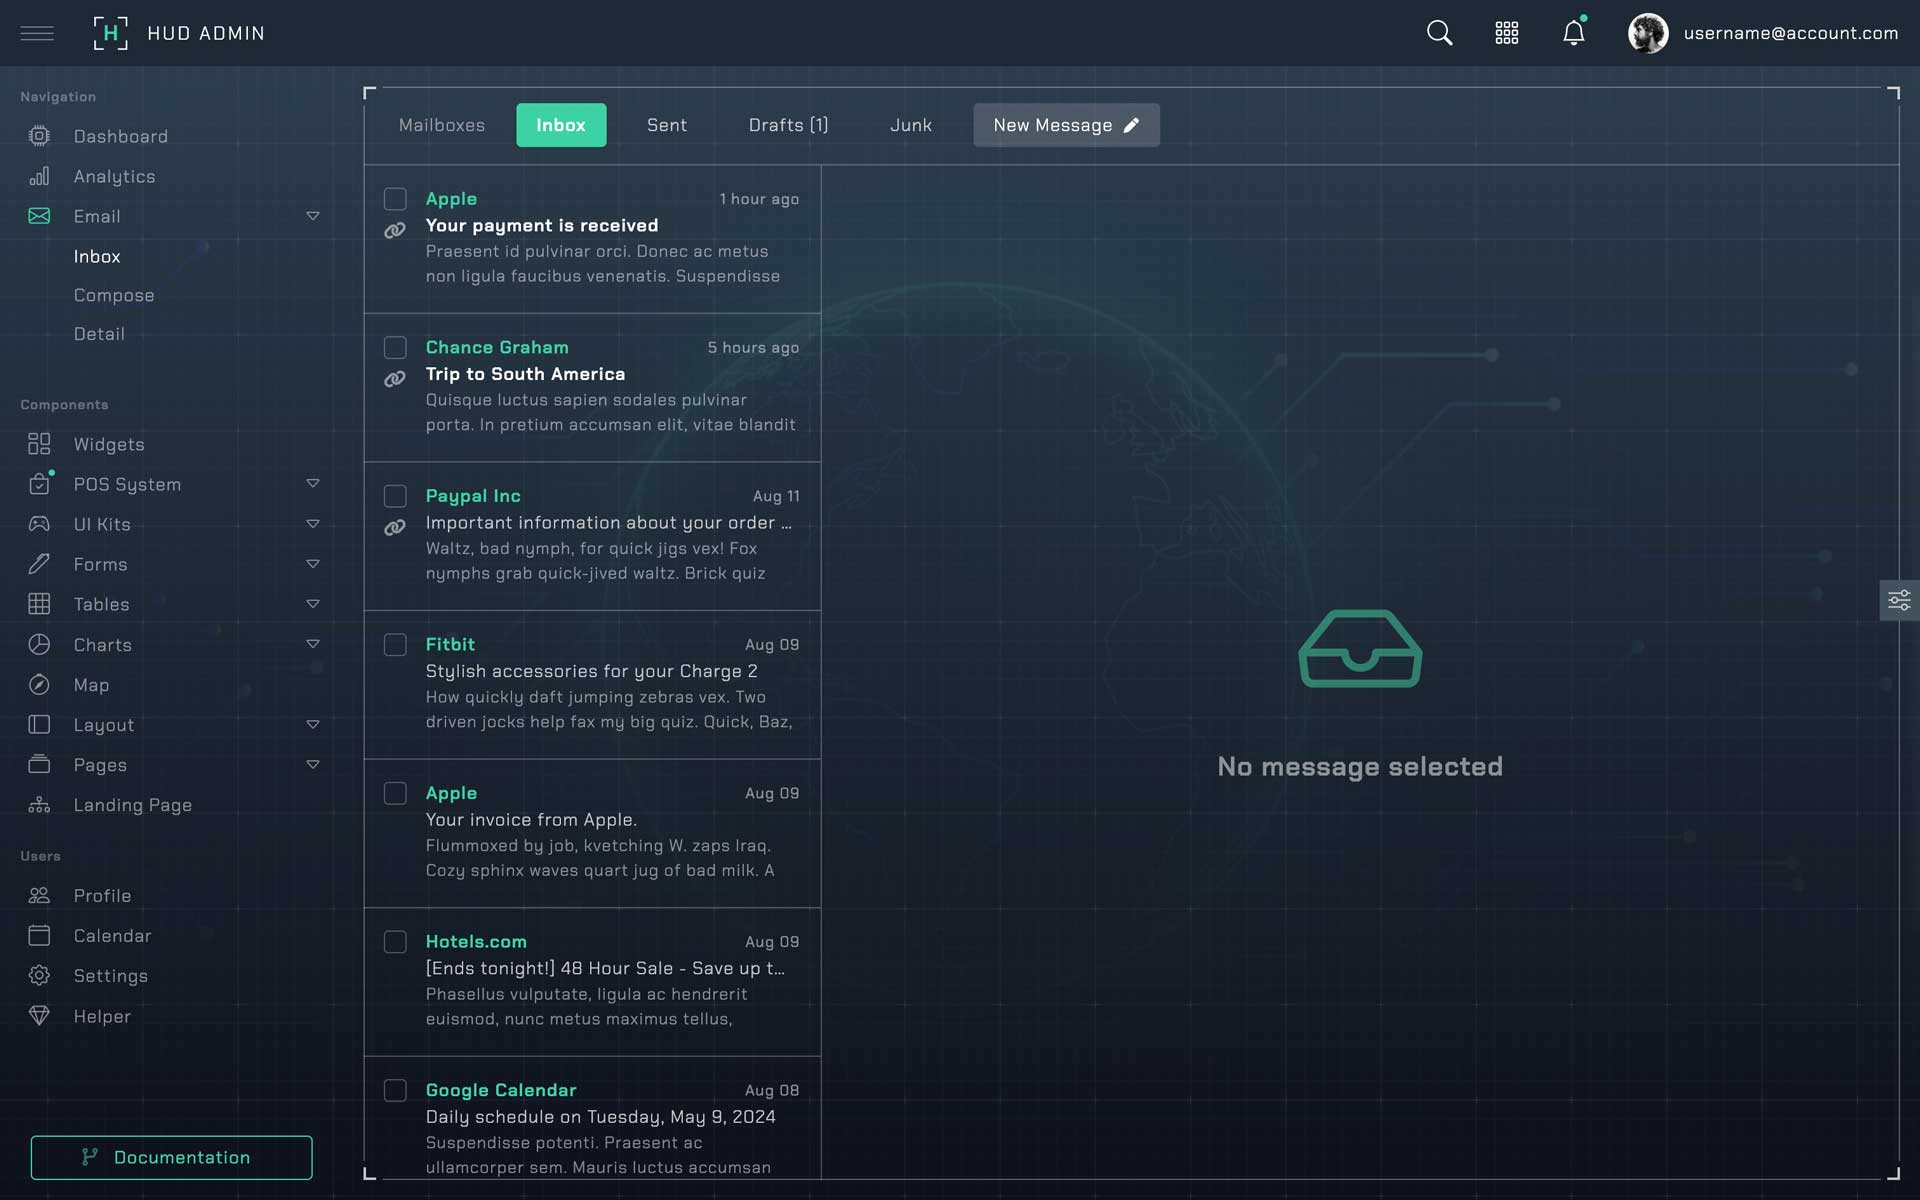 H HUD ADMIN
username@account.com
Navigation
Dashboard
Analytics
Email
Inbox
Compose
Detail
Components
Widgets
POS System
UI Kits
Forms
Tables
Charts
Map
Layout
Pages
Landing Page
Users
Profile
Calendar
Settings
Helper
Documentation
Mailboxes Inbox Sent Drafts (1) Junk New Message
Apple 1 hour ago
Your payment is received
Praesent id pulvinar orci. Donec ac metus
non ligula faucibus venenatis. Suspendisse
Chance Graham 5 hours ago
Trip to South America
Quisque luctus sapien sodales pulvinar
porta. In pretium accumsan elit, vitae blandit
Paypal Inc Aug 11
Important information about your order ...
Waltz, bad nymph, for quick jigs vex! Fox
nymphs grab quick-jived waltz. Brick quiz
Fitbit Aug 09
Stylish accessories for your Charge 2
How quickly daft jumping zebras vex. Two
driven jocks help fax my big quiz. Quick, Baz,
Apple Aug 09
Your invoice from Apple.
Flummoxed by job, kvetching W. zaps Iraq.
Cozy sphinx waves quart jug of bad milk. A
Hotels.com Aug 09
[Ends tonight!] 48 Hour Sale - Save up t...
Phasellus vulputate, ligula ac hendrerit
euismod, nunc metus maximus tellus,
Google Calendar Aug 08
Daily schedule on Tuesday, May 9, 2024
Suspendisse potenti. Praesent ac
ullamcorper sem. Mauris luctus accumsan
No message selected